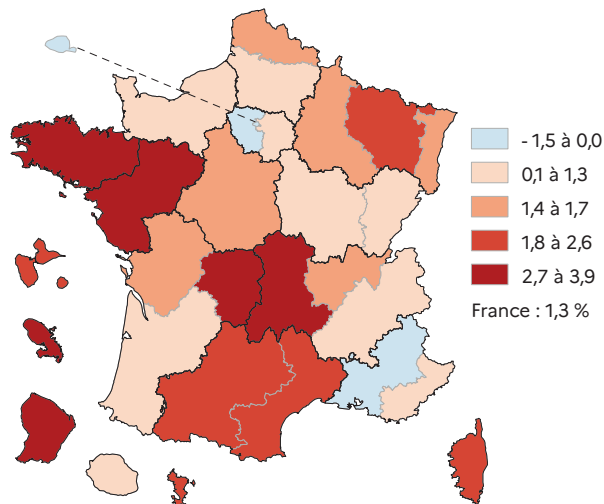 - 1,5 à 0,0
0,1 à 1,3
1,4 à 1,7
1,8 à 2,6
2,7 à 3,9
France : 1,3 %